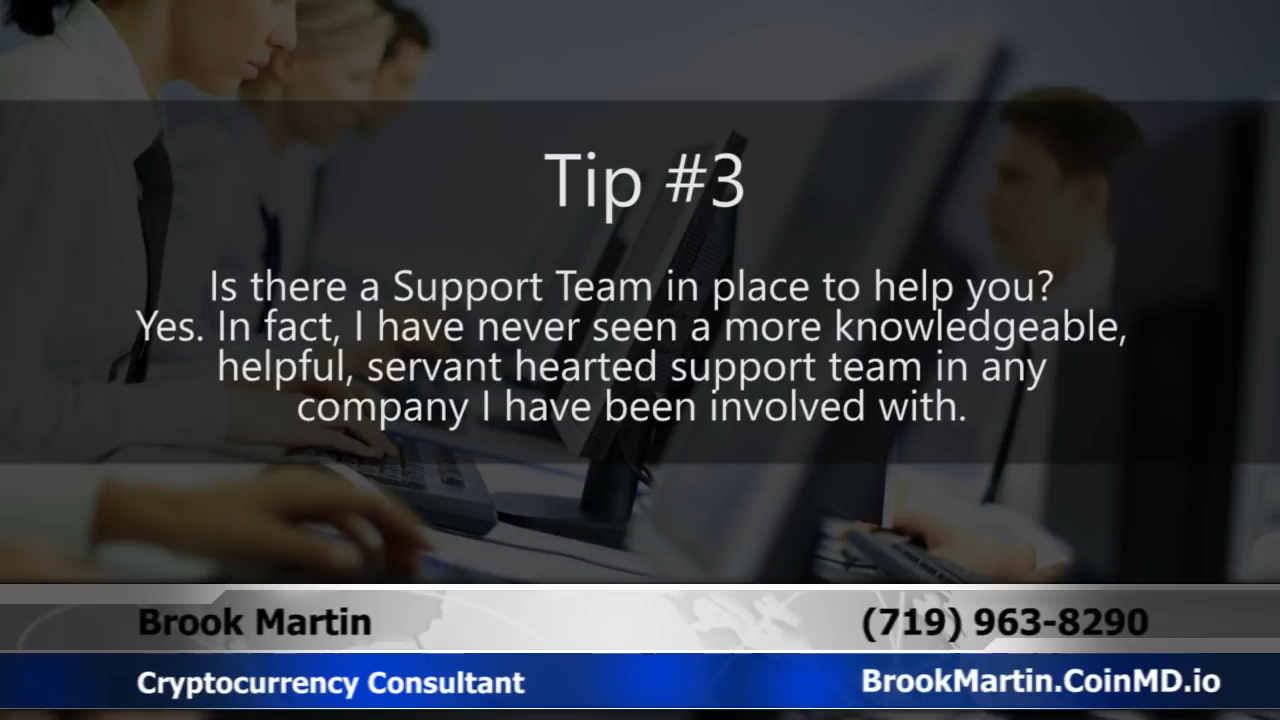 Tip #3
Is there a Support Team in place to help you?
Yes. In fact, I have never seen a more knowledgeable,
helpful, servant hearted support team in any
company I have been involved with.
Brook Martin
(719) 963-8290
Cryptocurrency Consultant
BrookMartin.CoinMD.io